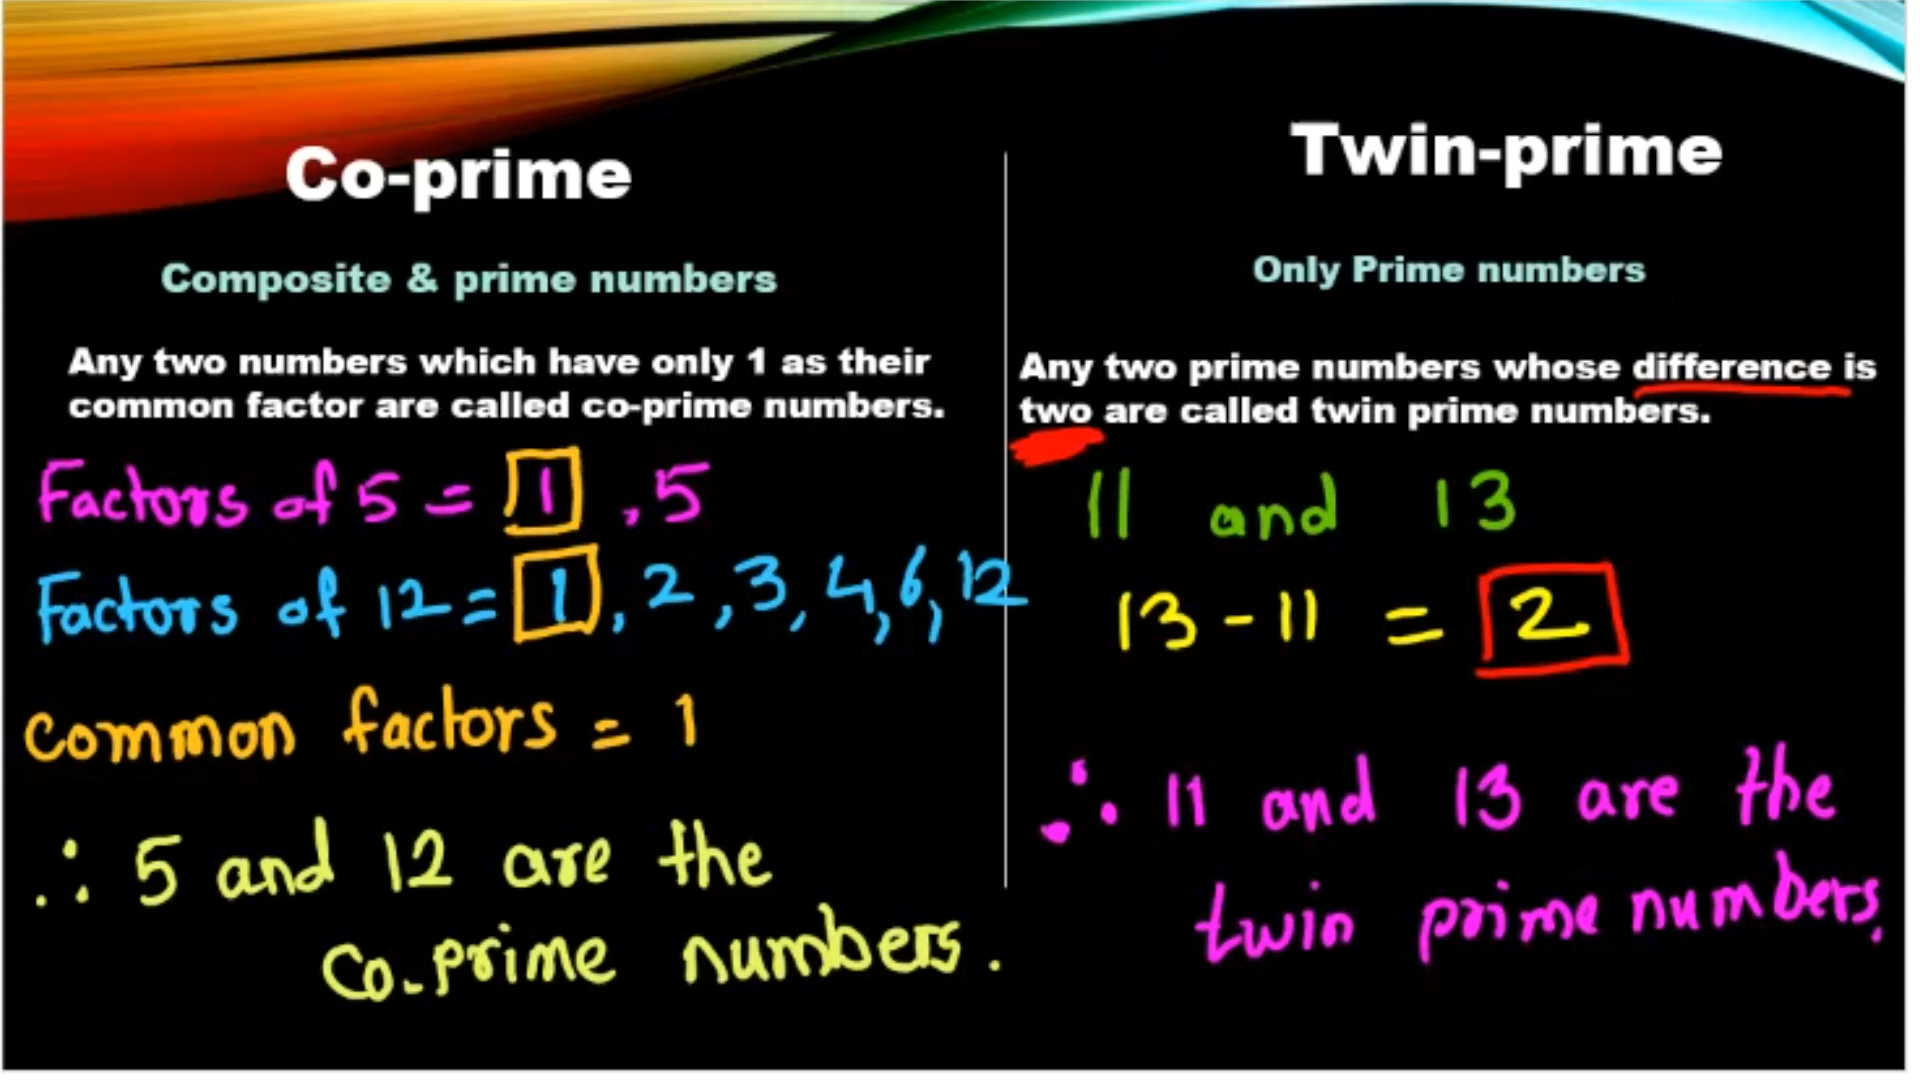 Co-prime
Composite & prime numbers
Any two numbers which have only 1 as their
common factor are called co-prime numbers.
Factors of 5 = 1 , 5
Factors of 12 = 1 , 2 , 3 , 4 , 6 , 12
common factors = 1
∴ 5 and 12 are the
Co-prime numbers .
Twin-prime
Only Prime numbers
Any two prime numbers whose difference is
two are called twin prime numbers.
11 and 13
13 - 11 = 2
∴ 11 and 13 are the
twin prime numbers.